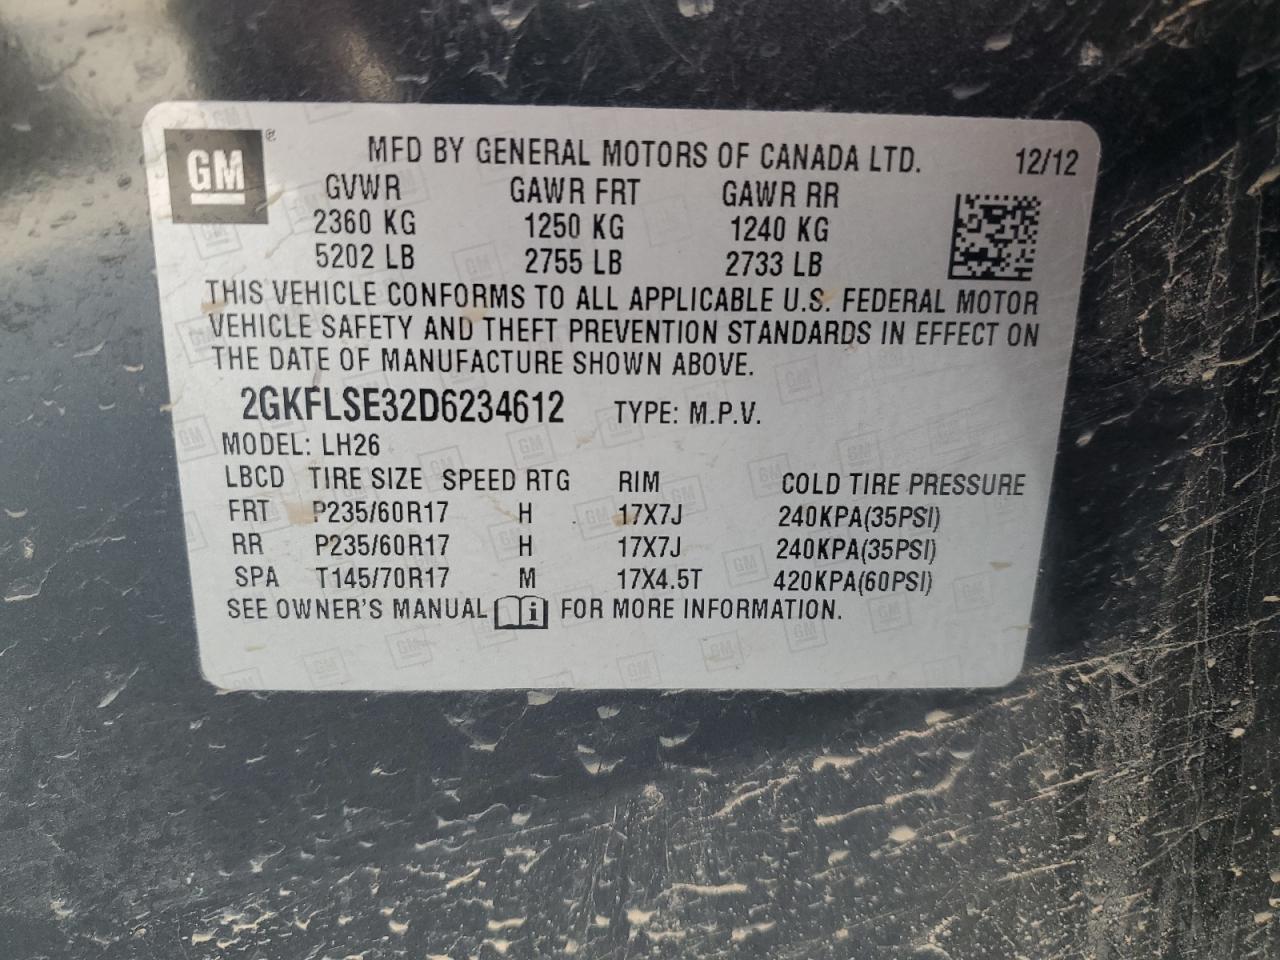 GM ®
MFD BY GENERAL MOTORS OF CANADA LTD. 12/12
GVWR GAWR FRT GAWR RR
2360 KG 1250 KG 1240 KG
5202 LB 2755 LB 2733 LB
THIS VEHICLE CONFORMS TO ALL APPLICABLE U.S. FEDERAL MOTOR
VEHICLE SAFETY AND THEFT PREVENTION STANDARDS IN EFFECT ON
THE DATE OF MANUFACTURE SHOWN ABOVE.
2GKFLSE32D6234612 TYPE: M.P.V.
MODEL: LH26
LBCD TIRE SIZE SPEED RTG RIM COLD TIRE PRESSURE
FRT P235/60R17 H 17X7J 240KPA(35PSI)
RR P235/60R17 H 17X7J 240KPA(35PSI)
SPA T145/70R17 M 17X4.5T 420KPA(60PSI)
SEE OWNER'S MANUAL i FOR MORE INFORMATION.